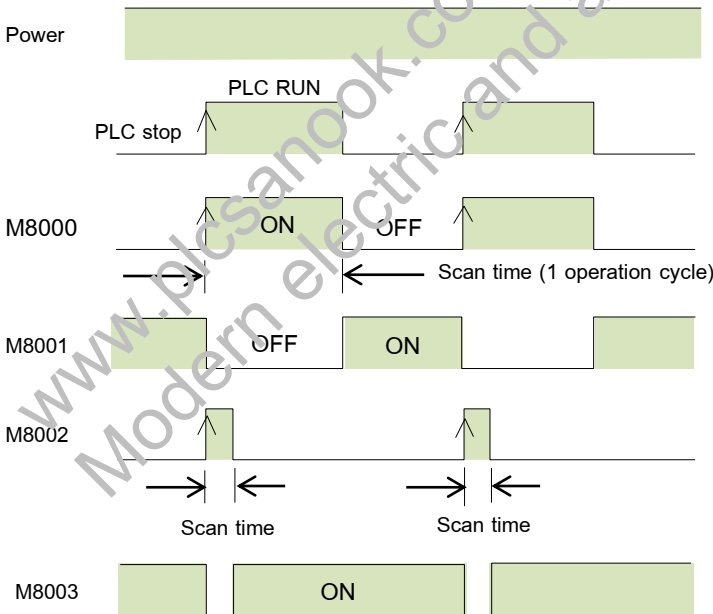 Power
PLC RUN
PLC stop
M8000
ON
OFF
Scan time (1 operation cycle)
M8001
OFF
ON
M8002
Scan time
Scan time
M8003
ON
www.plcsanook.co
Modern electric and a